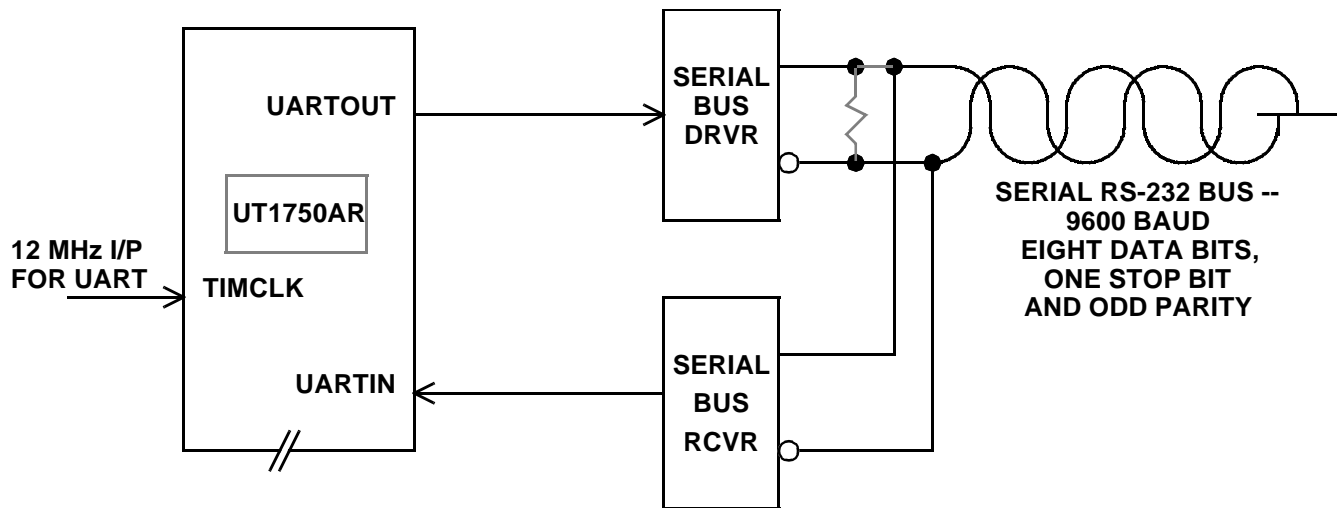 UARTOUT
UT1750AR
12 MHz I/P
FOR UART
TIMCLK
UARTIN
SERIAL
BUS
DRVR
SERIAL
BUS
RCVR
SERIAL RS-232 BUS --
9600 BAUD
EIGHT DATA BITS,
ONE STOP BIT
AND ODD PARITY